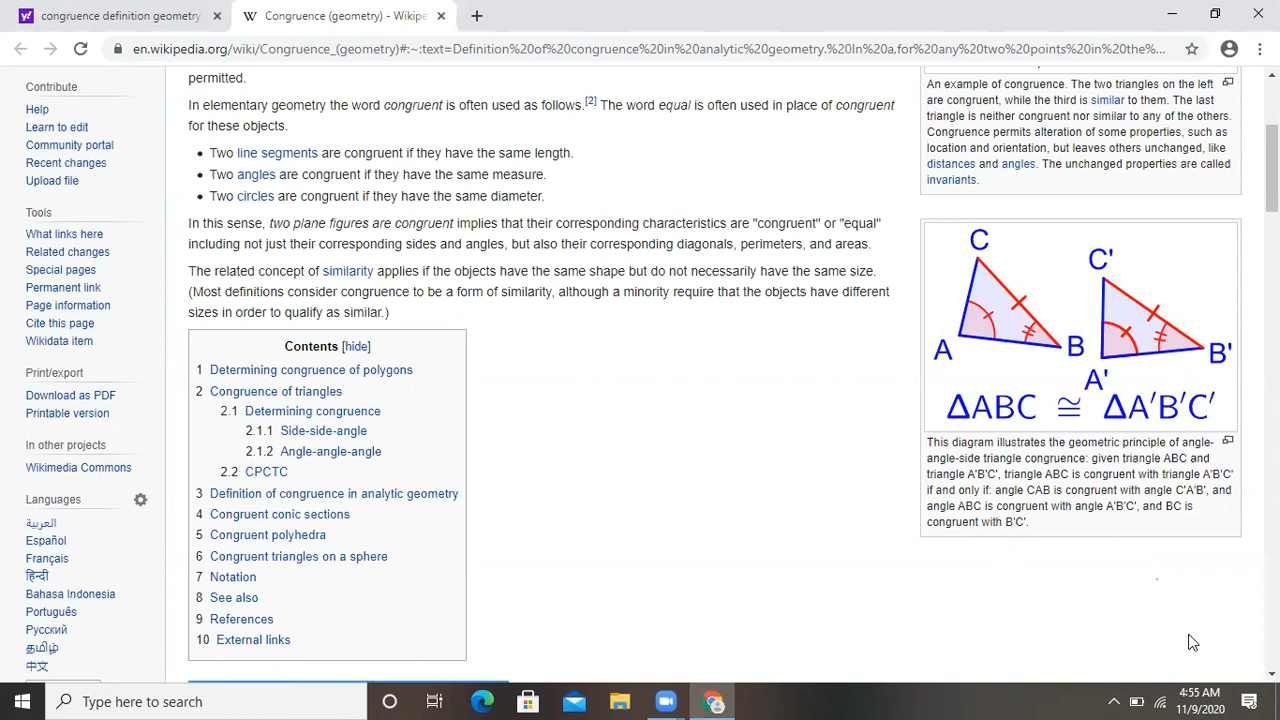 congruence definition geometry
Congruence (geometry) - Wikipe
en.wikipedia.org/wiki/Congruence_(geometry)#:~:text=Definition%20of%20congruence%20in%20analytic%20geometry.%20In%20a,for%20any%20two%20points%20in%20the%...
Contribute
Help
Learn to edit
Community portal
Recent changes
Upload file
Tools
What links here
Related changes
Special pages
Permanent link
Page information
Cite this page
Wikidata item
Print/export
Download as PDF
Printable version
In other projects
Wikimedia Commons
Languages
العربية
Español
Français
हिन्दी
Bahasa Indonesia
Português
Русский
தமிழ்
中文
permitted.
In elementary geometry the word congruent is often used as follows.[2] The word equal is often used in place of congruent
for these objects.
• Two line segments are congruent if they have the same length.
• Two angles are congruent if they have the same measure.
• Two circles are congruent if they have the same diameter.
In this sense, two plane figures are congruent implies that their corresponding characteristics are "congruent" or "equal"
including not just their corresponding sides and angles, but also their corresponding diagonals, perimeters, and areas.
The related concept of similarity applies if the objects have the same shape but do not necessarily have the same size.
(Most definitions consider congruence to be a form of similarity, although a minority require that the objects have different
sizes in order to qualify as similar.)
Contents [hide]
1 Determining congruence of polygons
2 Congruence of triangles
2.1 Determining congruence
2.1.1 Side-side-angle
2.1.2 Angle-angle-angle
2.2 CPCTC
3 Definition of congruence in analytic geometry
4 Congruent conic sections
5 Congruent polyhedra
6 Congruent triangles on a sphere
7 Notation
8 See also
9 References
10 External links
An example of congruence. The two triangles on the left
are congruent, while the third is similar to them. The last
triangle is neither congruent nor similar to any of the others.
Congruence permits alteration of some properties, such as
location and orientation, but leaves others unchanged, like
distances and angles. The unchanged properties are called
invariants.
C
C'
A
B
B'
A'
ΔABC ≅ ΔA′B′C′
This diagram illustrates the geometric principle of angle-
angle-side triangle congruence: given triangle ABC and
triangle A'B'C', triangle ABC is congruent with triangle A'B'C'
if and only if: angle CAB is congruent with angle C'A'B', and
angle ABC is congruent with angle A'B'C', and BC is
congruent with B'C'.
Type here to search
4:55 AM
11/9/2020